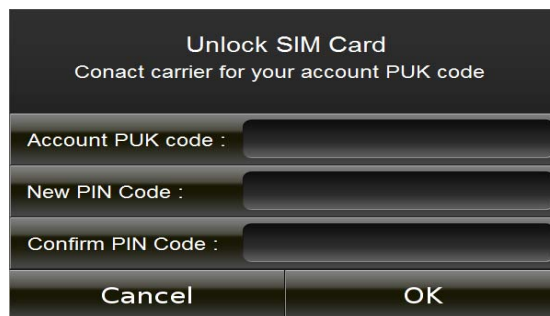 Unlock SIM Card
Conact carrier for your account PUK code
Account PUK code :
New PIN Code :
Confirm PIN Code :
Cancel OK